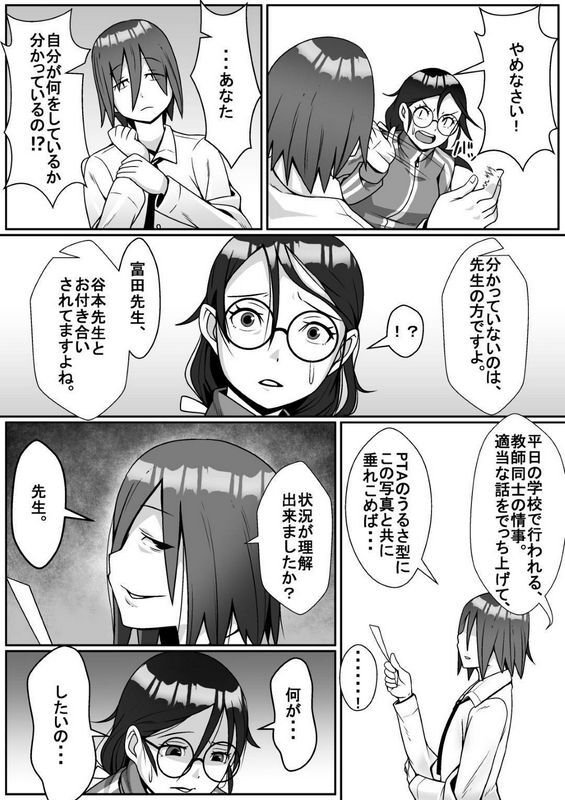 やめなさい!
・・・あなた
自分が何をしているか
分かっているの!?
分かっていないのは、
先生の方ですよ。
!?
富田先生、
谷本先生と
お付き合い
されてますよね。
平日の学校で行われる、
教師同士の情事。
適当な話をでっち上げて、
PTAのうるさ型に
この写真と共に
垂れこめば・・・
・・・・・・!
状況が理解
出来ましたか?
先生。
何が・・・
したいの・・・